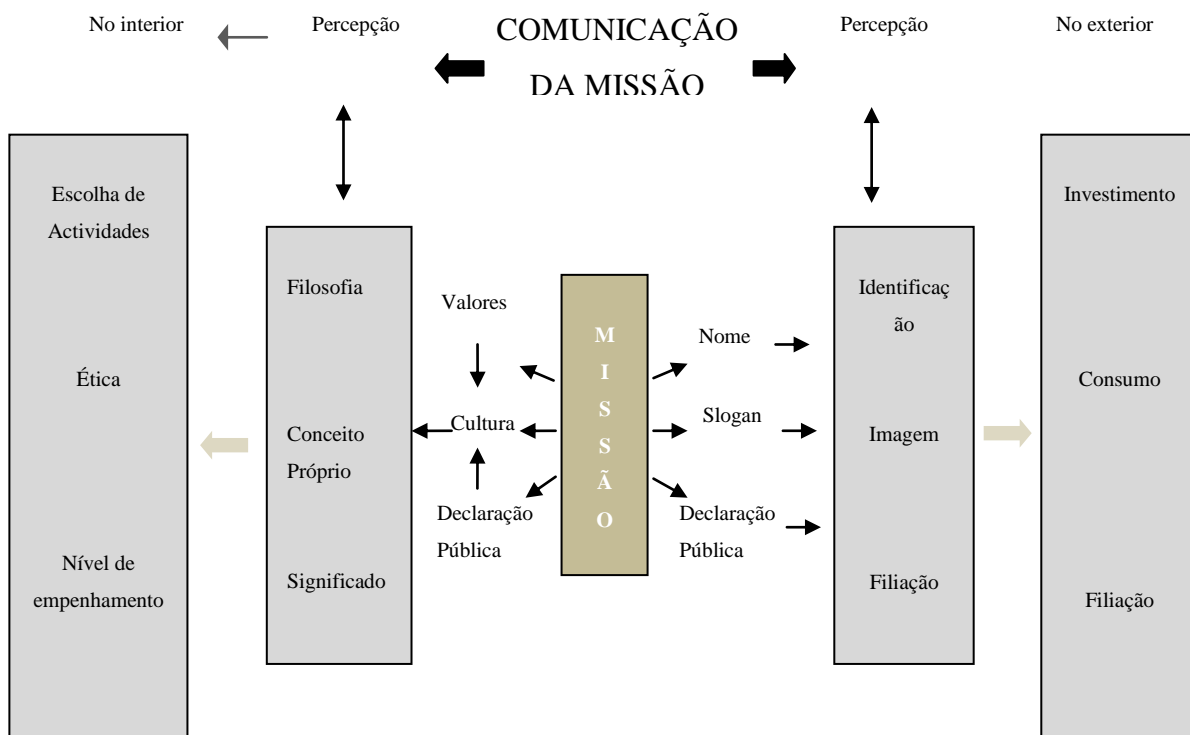 No interior
Percepção
COMUNICAÇÃO
DA MISSÃO
Percepção
No exterior
Escolha de
Actividades
Ética
Nível de
empenhamento
Filosofia
Conceito
Próprio
Significado
Valores
Cultura
Declaração
Pública
M
I
S
S
Ã
O
Nome
Slogan
Declaração
Pública
Identificaç
ão
Imagem
Filiação
Investimento
Consumo
Filiação